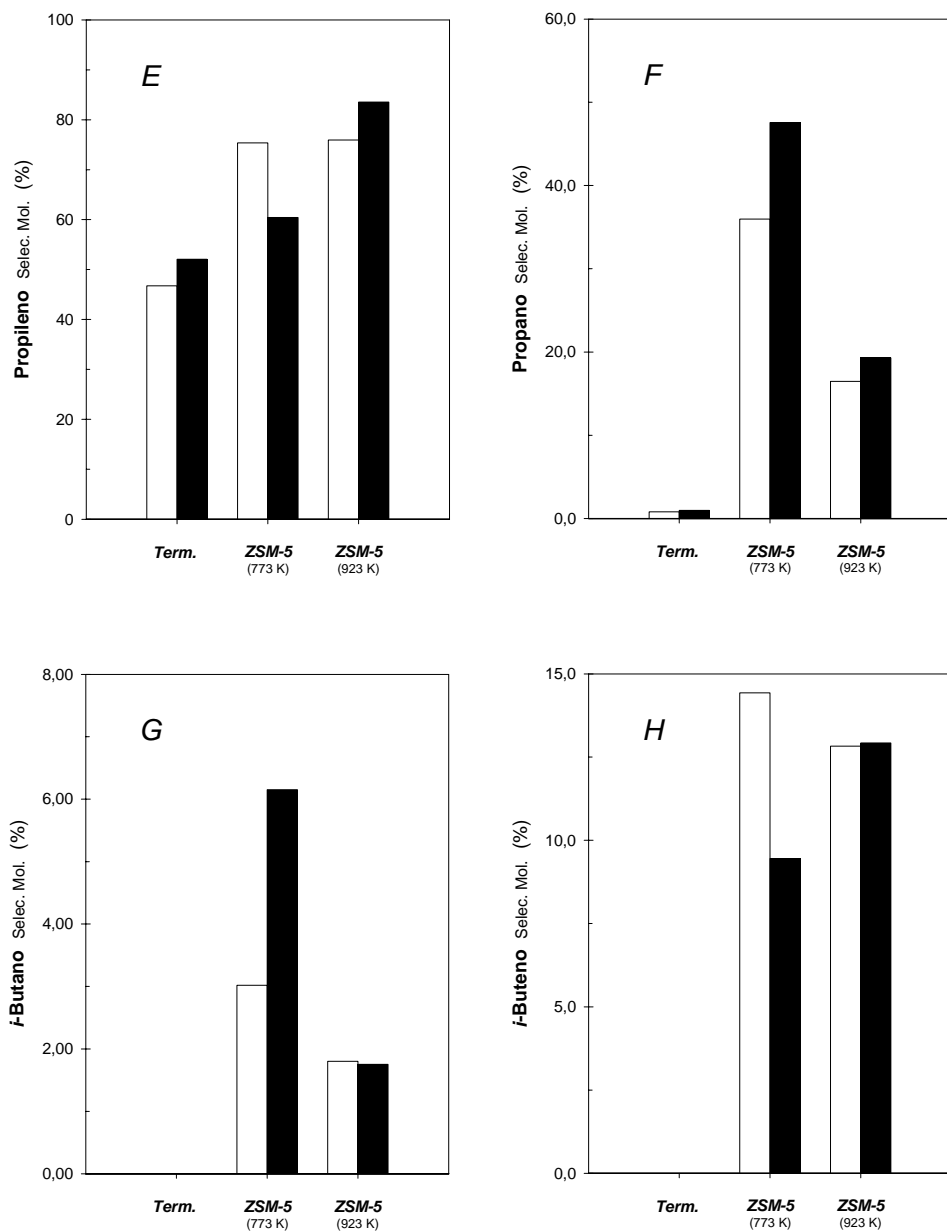 E
Propileno Selec. Mol. (%)
100
80
60
40
20
0
Term.
ZSM-5
(773 K)
ZSM-5
(923 K)
F
Propano Selec. Mol. (%)
60,0
40,0
20,0
0,0
Term.
ZSM-5
(773 K)
ZSM-5
(923 K)
G
i-Butano Selec. Mol. (%)
8,00
6,00
4,00
2,00
0,00
Term.
ZSM-5
(773 K)
ZSM-5
(923 K)
H
i-Buteno Selec. Mol. (%)
15,0
10,0
5,0
0,0
Term.
ZSM-5
(773 K)
ZSM-5
(923 K)